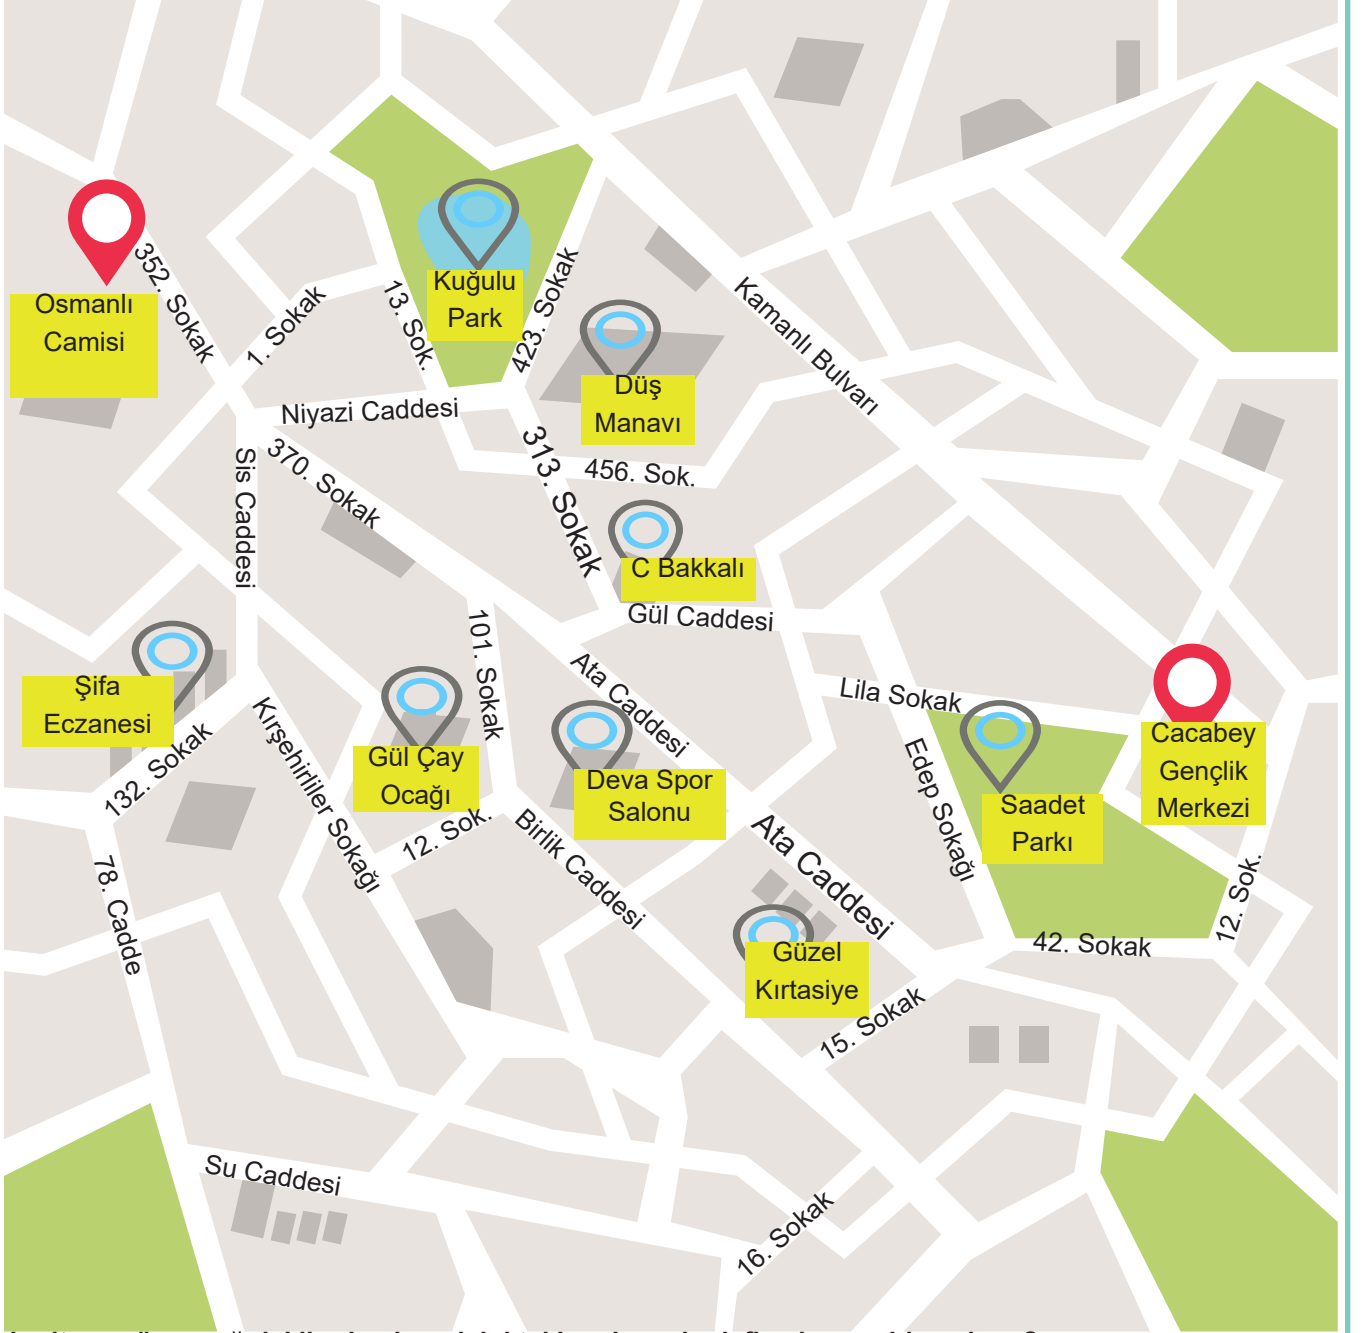 Osmanlı
Camisi
352. Sokak
1. Sokak
13. Sok.
Kuğulu
Park
423. Sokak
Düş
Manavı
Kamanlı Bulvarı
Niyazi Caddesi
370. Sokak
Sis Caddesi
313. Sokak
456. Sok.
C Bakkalı
Gül Caddesi
101. Sokak
Ata Caddesi
Lila Sokak
Şifa
Eczanesi
132. Sokak
Kırşehirliler Sokağı
Gül Çay
Ocağı
12. Sok.
Deva Spor
Salonu
Birlik Caddesi
Ata Caddesi
Edep Sokağı
Saadet
Parkı
Cacabey
Gençlik
Merkezi
12. Sok.
42. Sokak
Güzel
Kırtasiye
15. Sokak
78. Cadde
Su Caddesi
16. Sokak